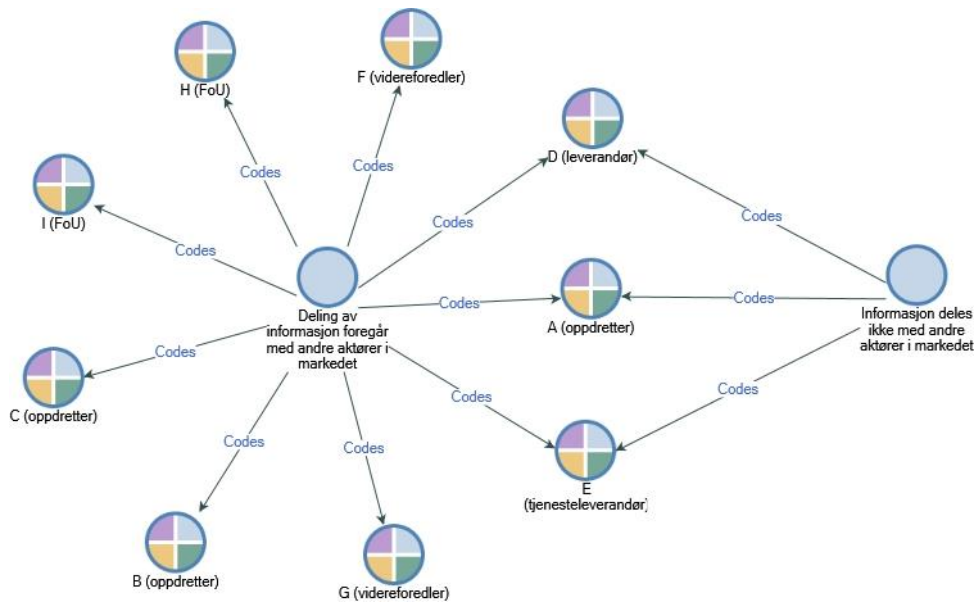 F (videreforedler)
H (FoU)
Codes
Codes
D (leverandør)
I (FoU)
Codes
Codes
Codes
Deling av
informasjon foregår
med andre aktører i
markedet
Codes
A (oppdretter)
Codes
Informasjon deles
ikke med andre
aktører i markedet
Codes
C (oppdretter)
Codes
Codes
Codes
Codes
E
(tjenesteleverandør)
B (oppdretter)
G (videreforedler)